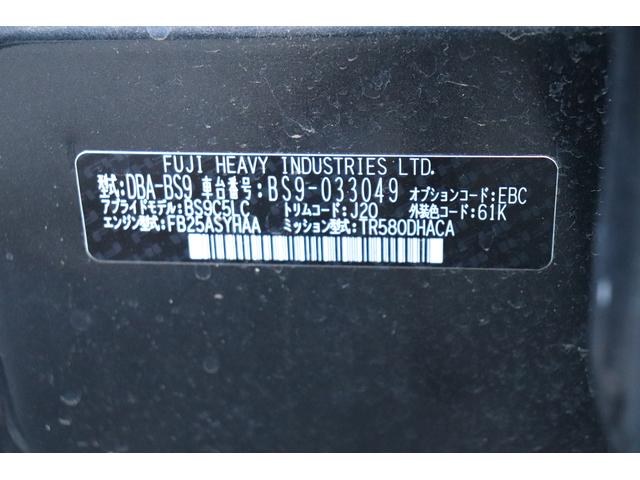 FUJI HEAVY INDUSTRIES LTD.
型式:DBA-BS9 車台番号:BS9-033049 オプションコード:EBC
アプライドモデル:BS9C5LC トリムコード:J20 外装色コード:61K
エンジン型式:FB25ASYHAA ミッション型式:TR580DHACA